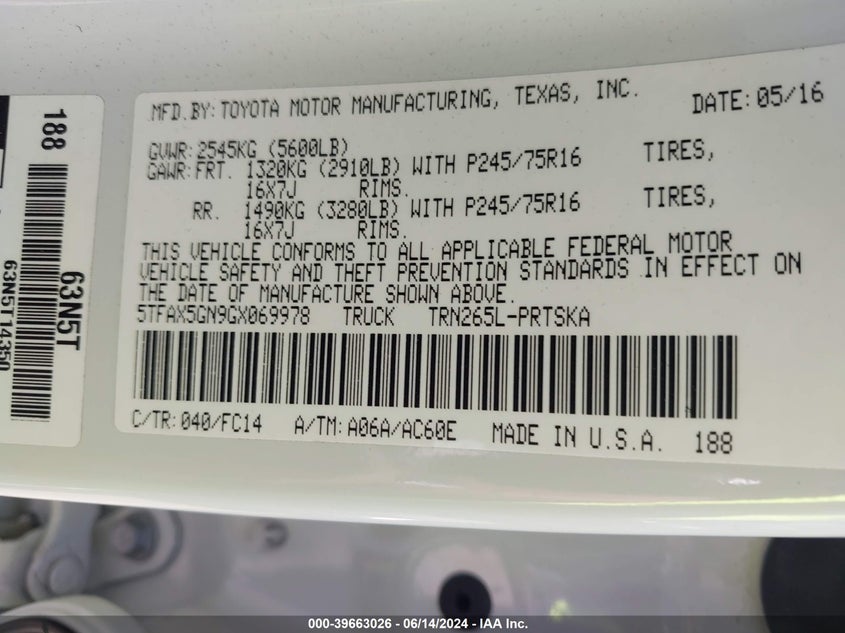 MFD.BY: TOYOTA MOTOR MANUFACTURING, TEXAS, INC. DATE: 05/16
GVWR: 2545KG (5600LB)
GAWR: FRT. 1320KG (2910LB) WITH P245/75R16 TIRES,
16X7J RIMS.
RR. 1490KG (3280LB) WITH P245/75R16 TIRES,
16X7J RIMS.
THIS VEHICLE CONFORMS TO ALL APPLICABLE FEDERAL MOTOR
VEHICLE SAFETY AND THEFT PREVENTION STANDARDS IN EFFECT ON
THE DATE OF MANUFACTURE SHOWN ABOVE.
5TFAX5GN9GX069978 TRUCK TRN265L-PRTSKA
C/TR: 040/FC14 A/TM: A06A/AC60E MADE IN U.S.A. 188
188
63N5T
63N5T14350
000-39663026 - 06/14/2024 - IAA Inc.